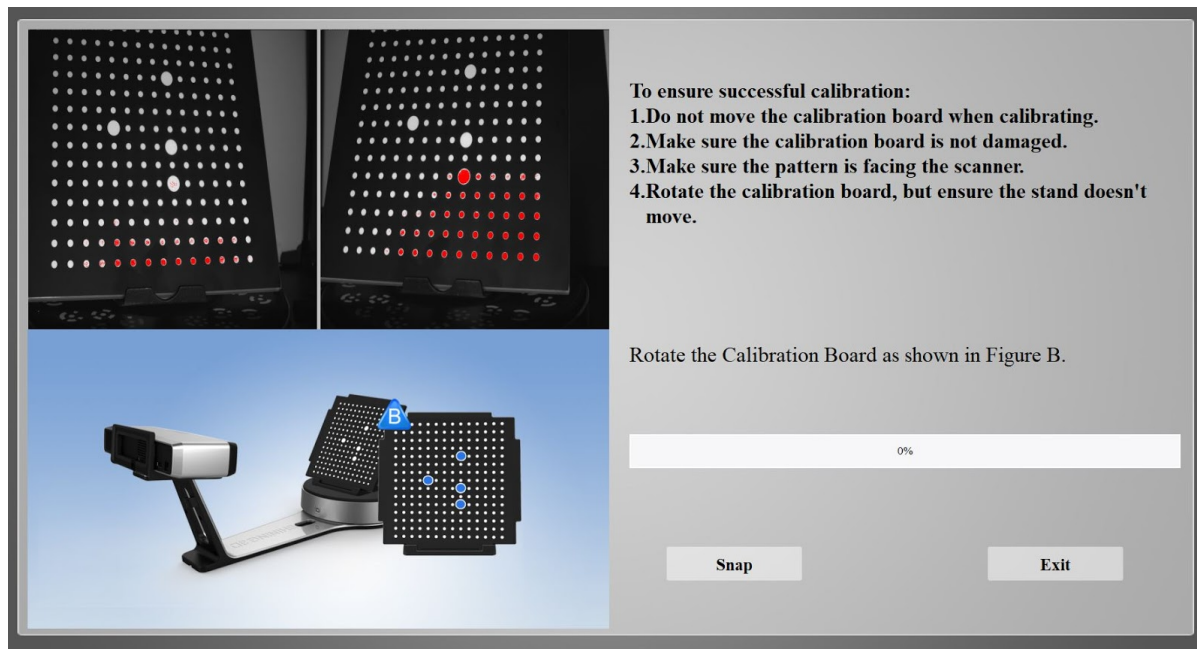 To ensure successful calibration:
1.Do not move the calibration board when calibrating.
2.Make sure the calibration board is not damaged.
3.Make sure the pattern is facing the scanner.
4.Rotate the calibration board, but ensure the stand doesn't
move.
B
Rotate the Calibration Board as shown in Figure B.
0%
Snap
Exit